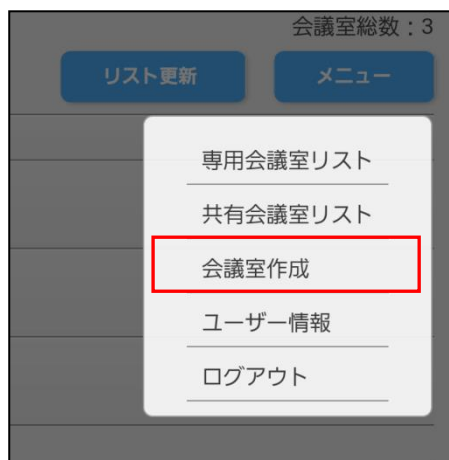 会議室総数：3
リスト更新
メニュー
専用会議室リスト
共有会議室リスト
会議室作成
ユーザー情報
ログアウト